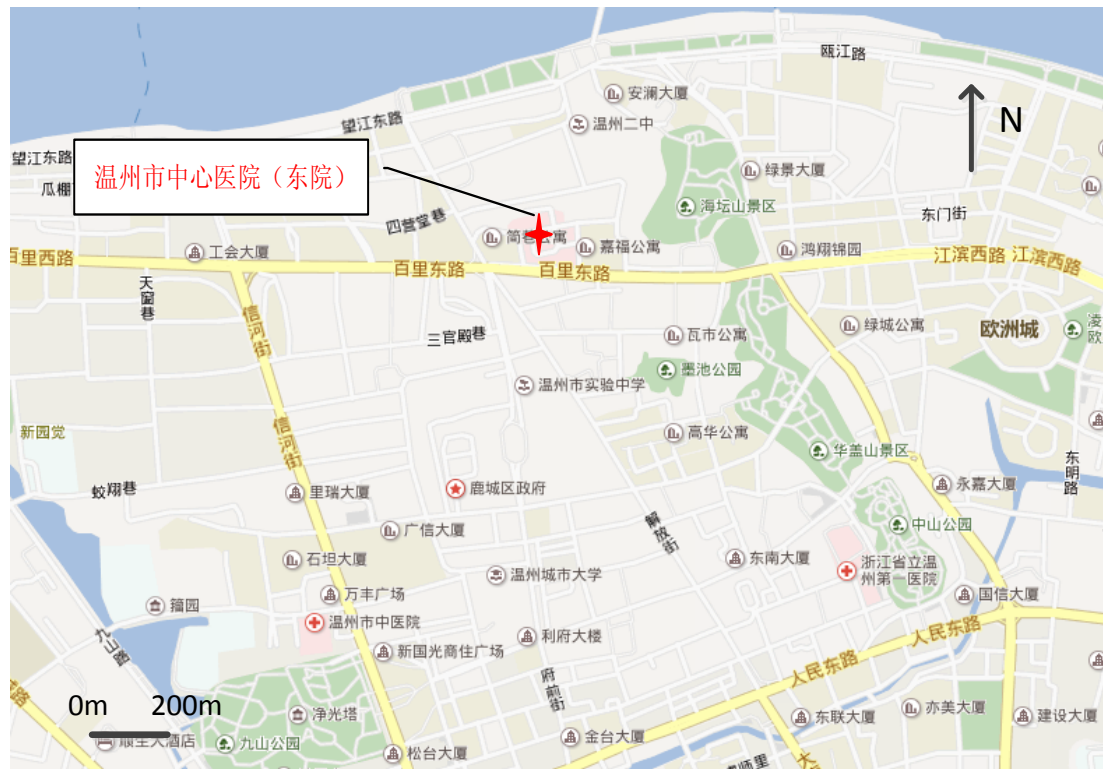 瓯江路
安澜大厦
望江东路
温州二中
N
望江东路
温州市中心医院（东院）
绿景大厦
瓜棚
海坛山景区
东门街
四营堂巷
简巷公寓
嘉福公寓
鸿翔锦园
工会大厦
百里西路
百里东路
百里东路
江滨西路
江滨西路
天窗巷
信河街
三官殿巷
瓦市公寓
绿城公寓
欧洲城
凌
欧
墨池公园
温州市实验中学
信河街
新园觉
高华公寓
华盖山景区
东明路
蛟翔巷
里瑞大厦
鹿城区政府
永嘉大厦
广信大厦
解放街
中山公园
石坦大厦
温州城市大学
东南大厦
浙江省立温
州第一医院
万丰广场
国信大厦
籀园
温州市中医院
利府大楼
人民东路
九山路
新国光商住广场
人民东路
府前街
0m
200m
净光塔
东联大厦
亦美大厦
建设大厦
顺生大酒店
九山公园
松台大厦
金台大厦
师里
大
路